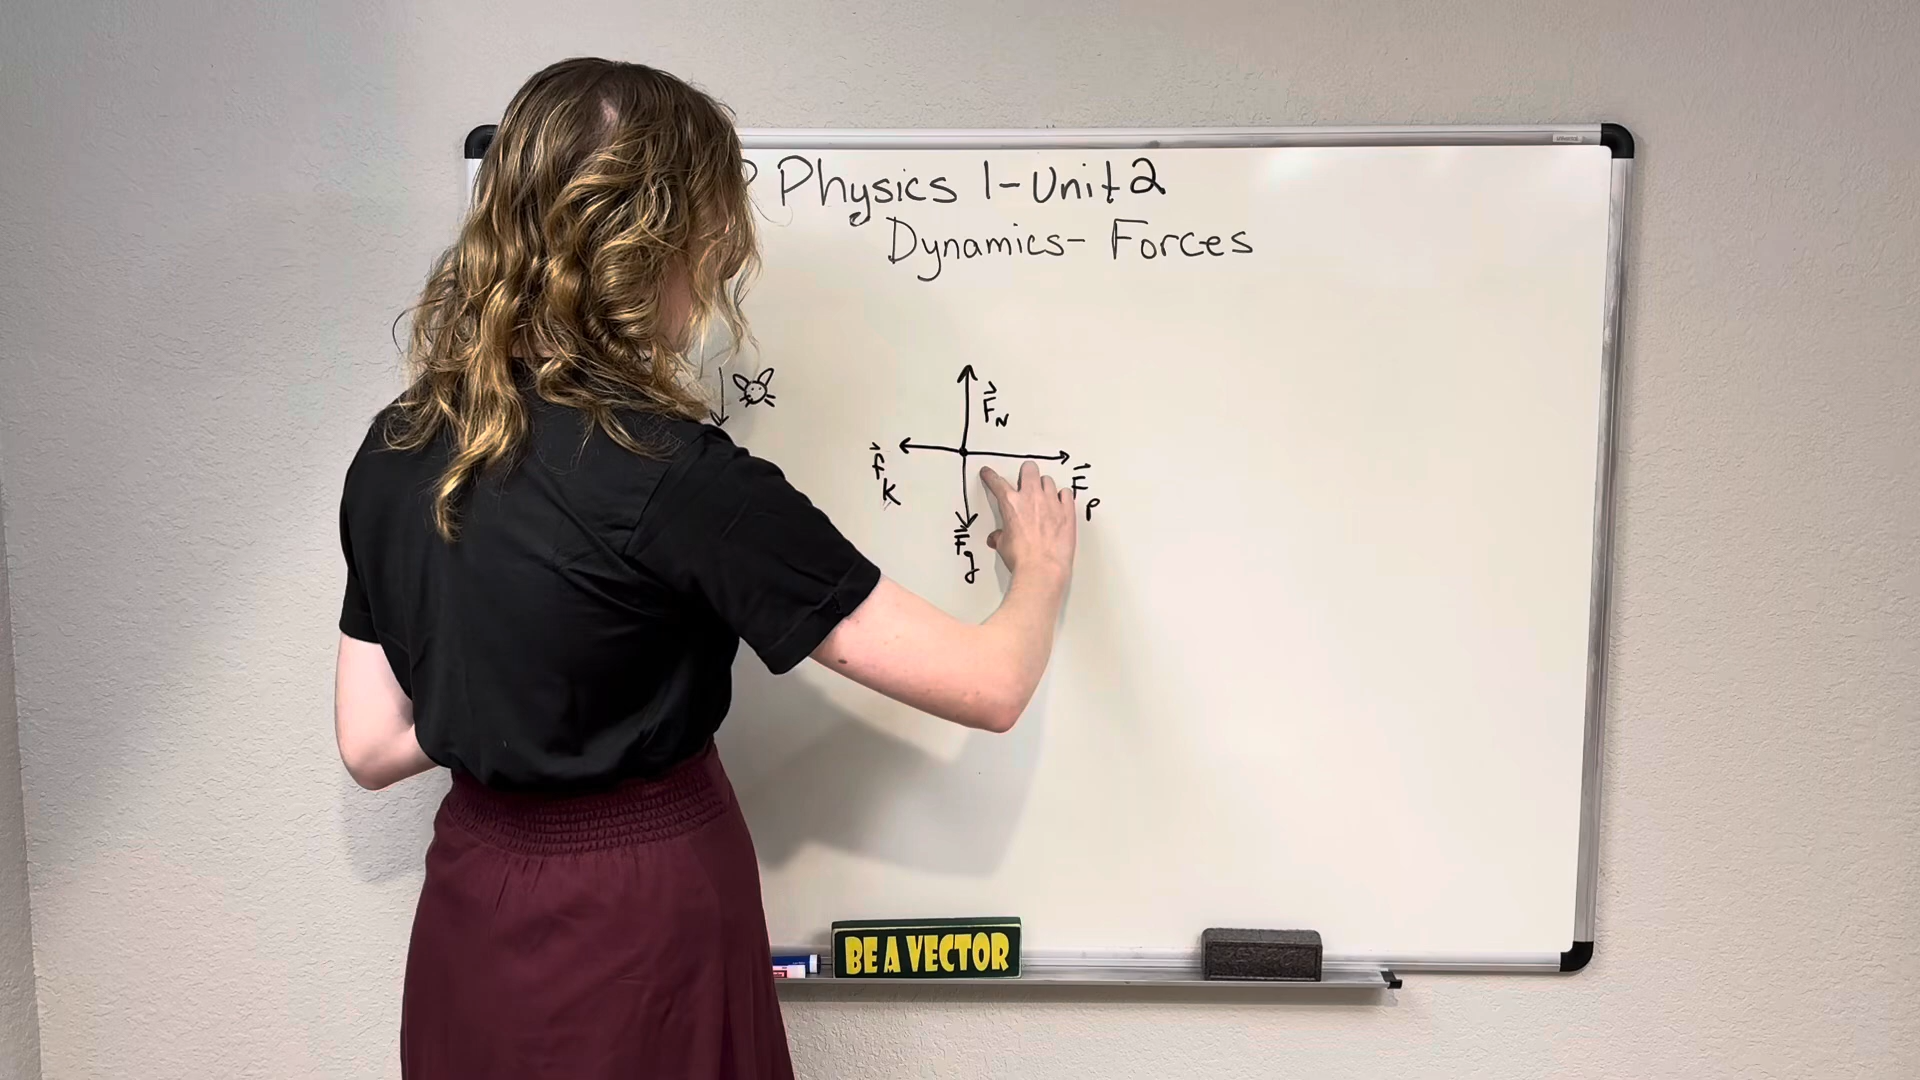 Physics 1-Unit 2
Dynamics- Forces
F⃗N
f⃗k
F⃗p
F⃗g
BE A VECTOR